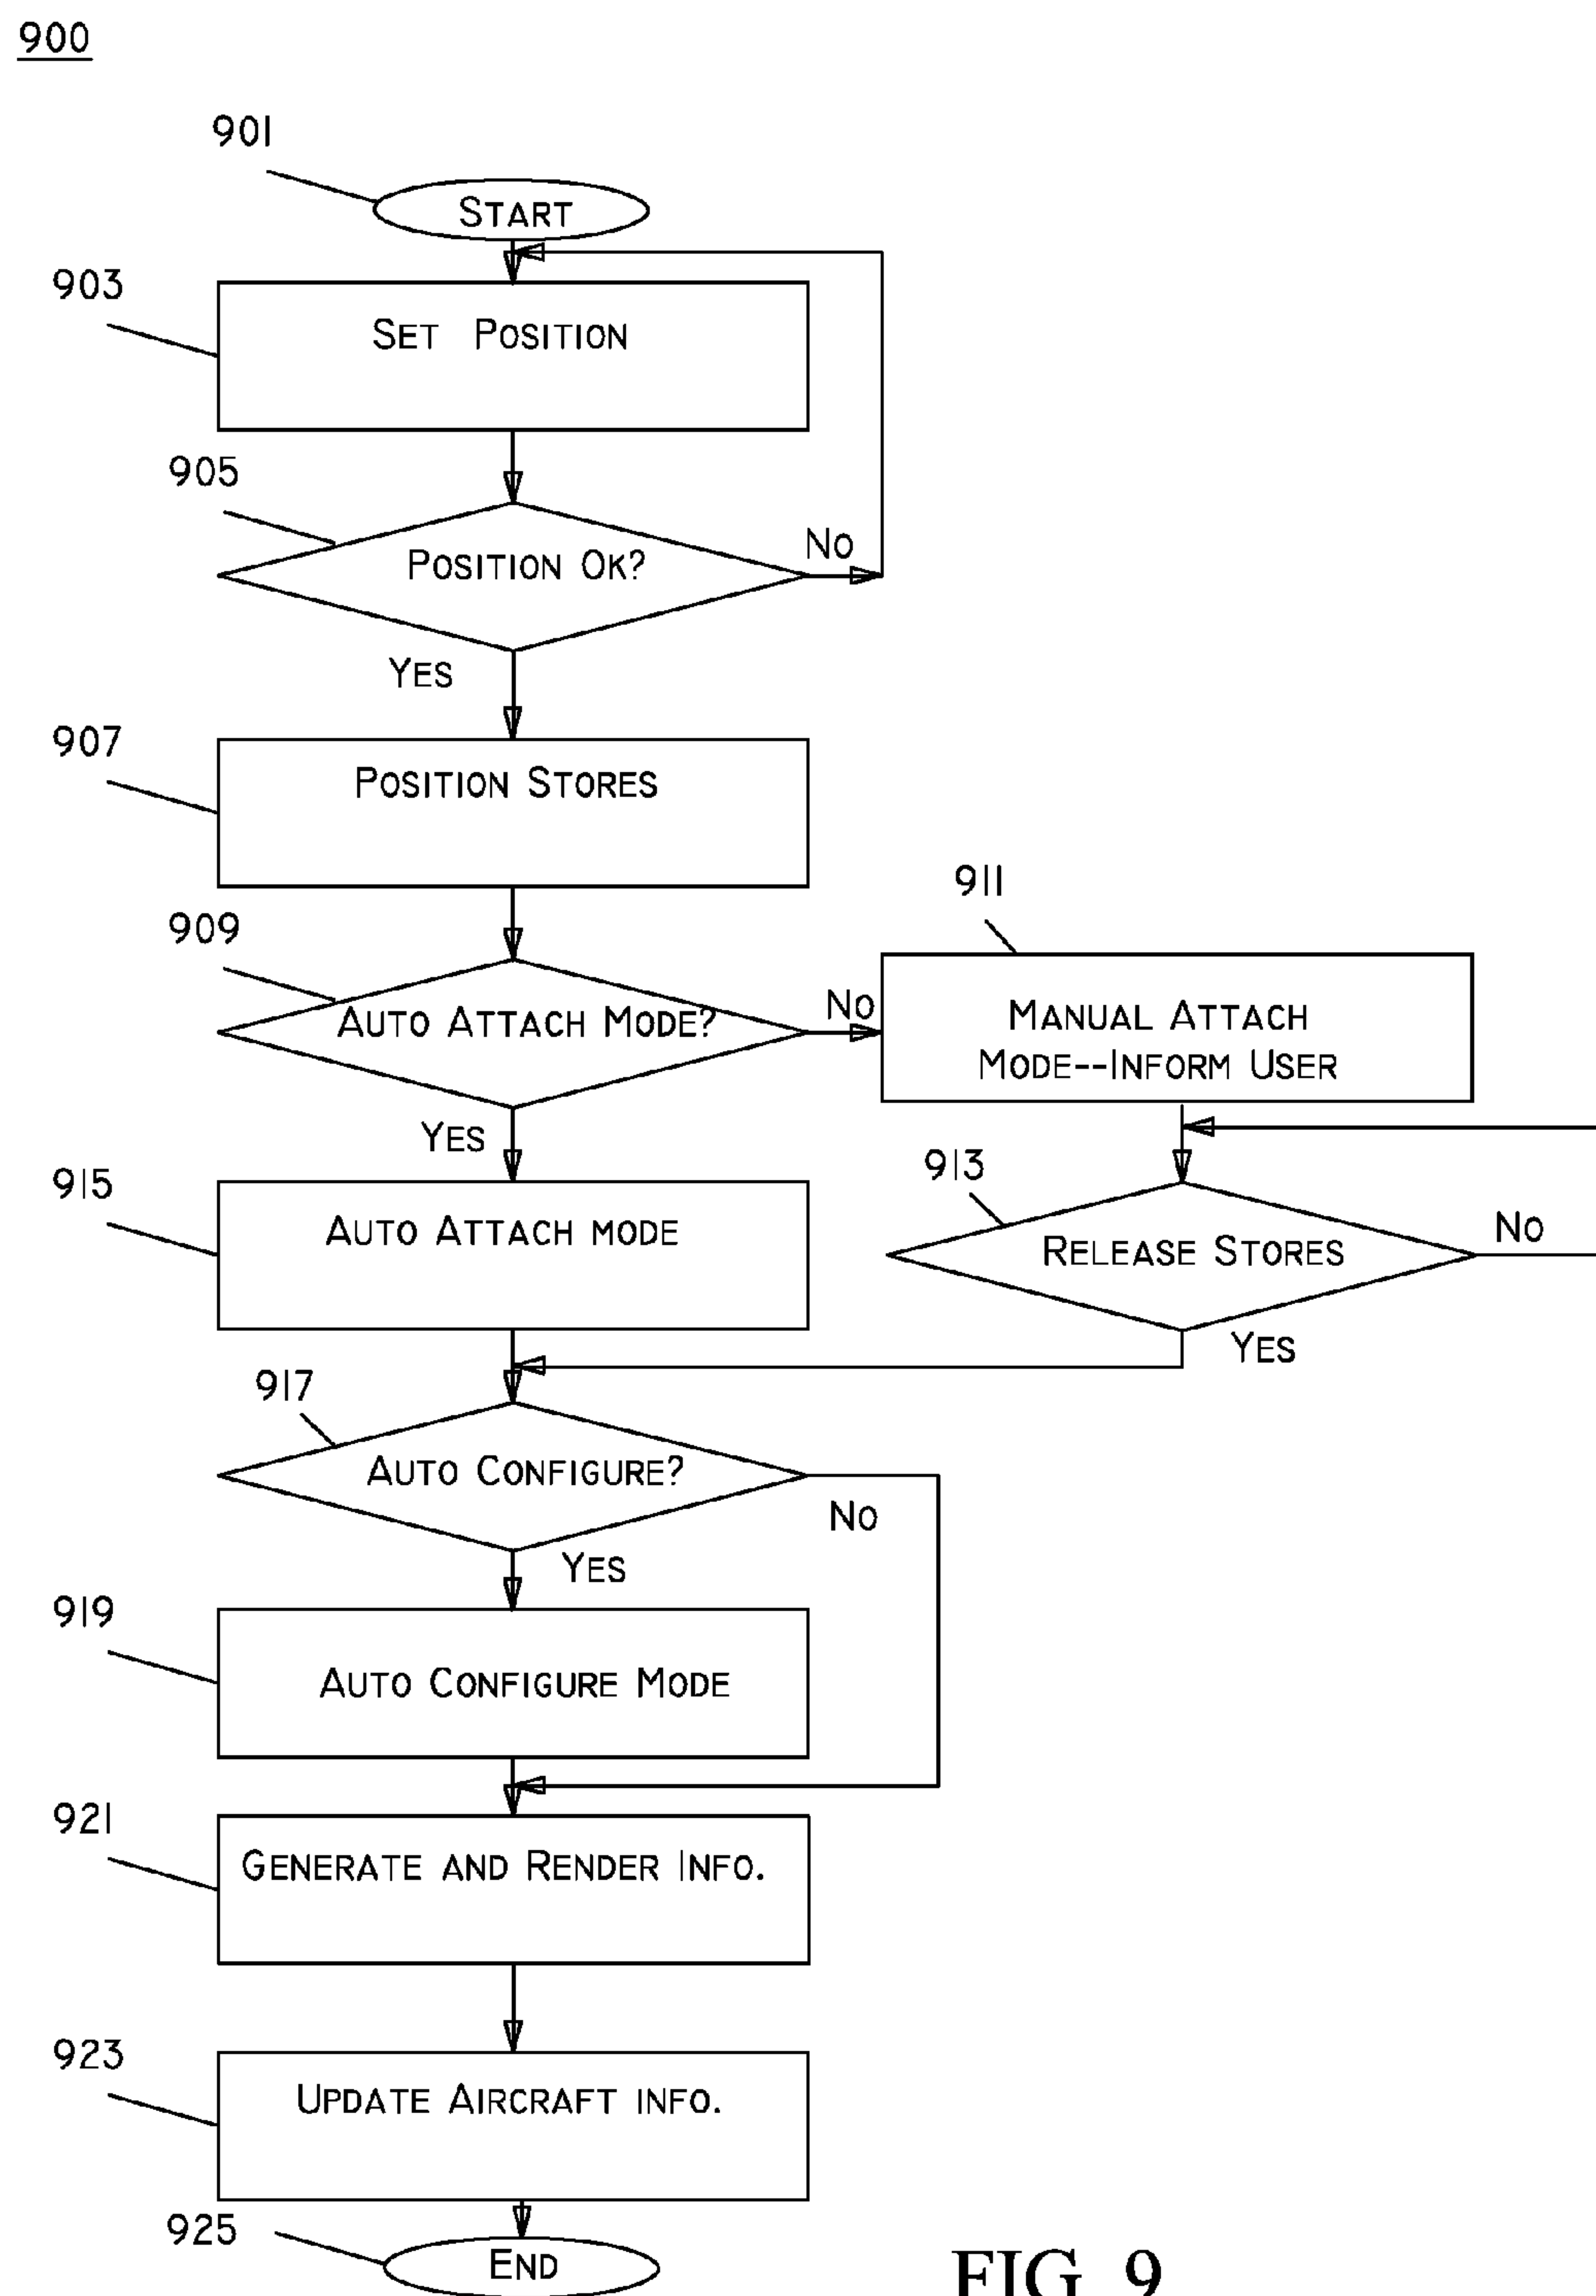 900
901
START
903
SET POSITION
905
POSITION OK?
NO
YES
907
POSITION STORES
909
AUTO ATTACH MODE?
NO
911
MANUAL ATTACH
MODE--INFORM USER
YES
913
RELEASE STORES
NO
YES
915
AUTO ATTACH MODE
917
AUTO CONFIGURE?
NO
YES
919
AUTO CONFIGURE MODE
921
GENERATE AND RENDER INFO.
923
UPDATE AIRCRAFT INFO.
925
END
FIG. 9